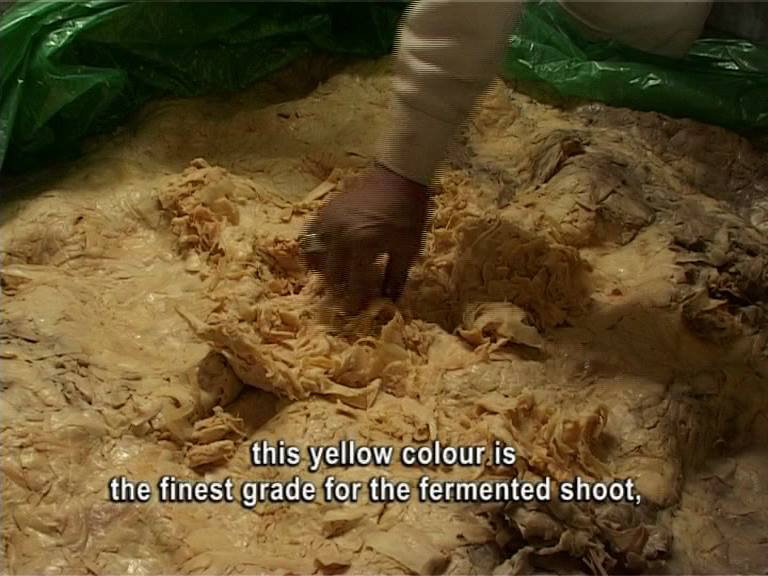 this yellow colour is
the finest grade for the fermented shoot,